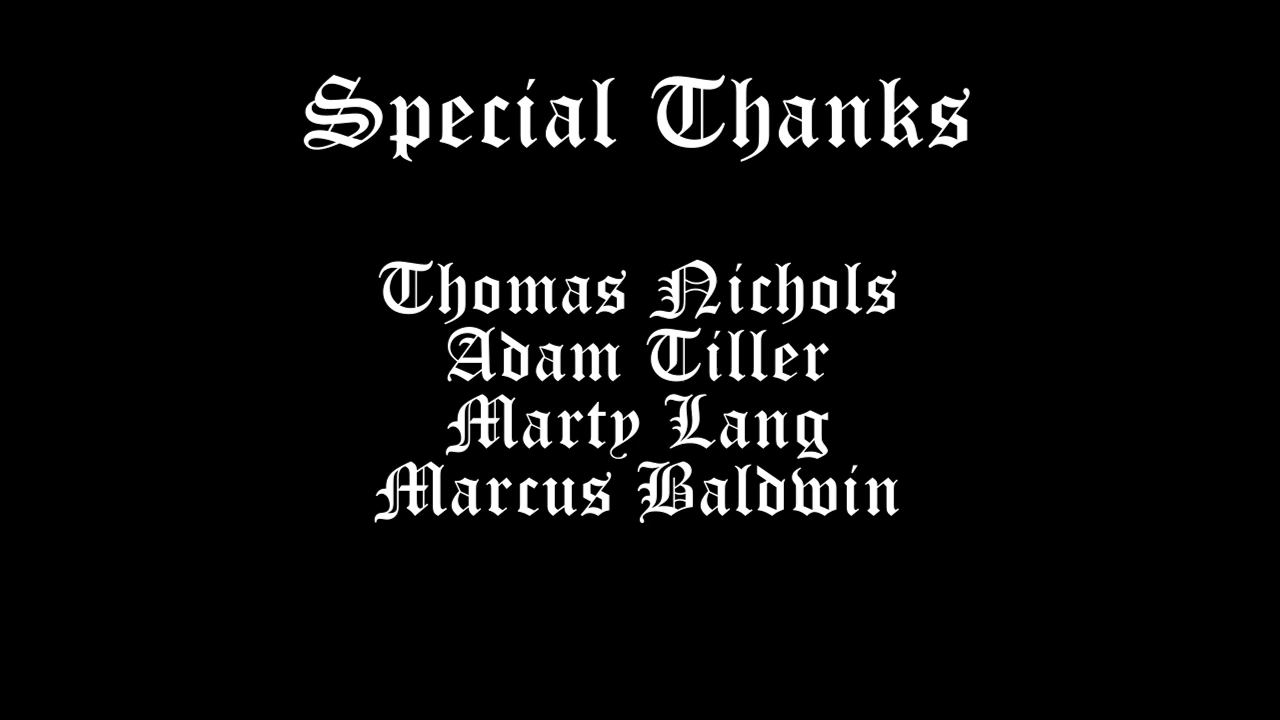 Special Thanks
Thomas Nichols
Adam Tiller
Marty Lang
Marcus Baldwin